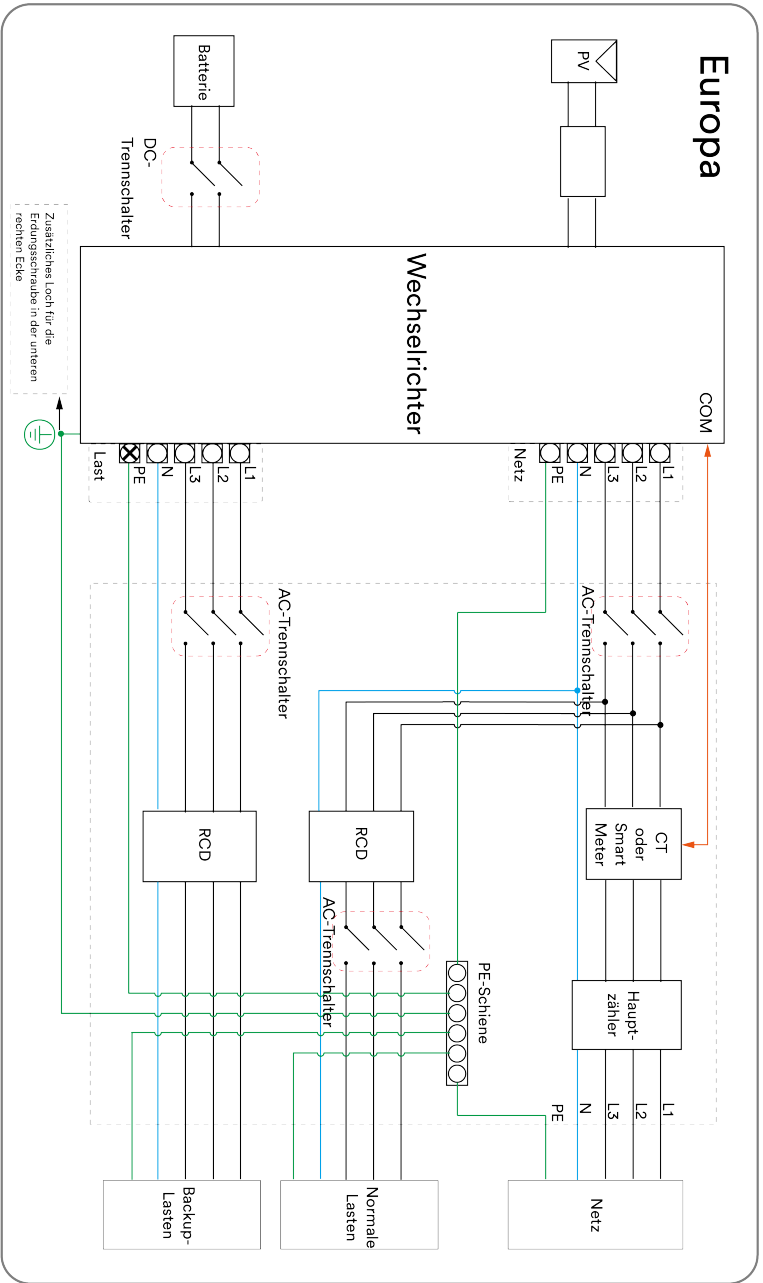 Europa
PV
Batterie
DC-
Trennschalter
Wechselrichter
COM
Zusätzliches Loch für die
Erdungsschraube in der unteren
rechten Ecke
L1
L2
L3
N
PE
Netz
L1
L2
L3
N
PE
Last
AC-Trennschalter
AC-Trennschalter
CT
oder
Smart
Meter
RCD
RCD
AC-Trennschalter
PE-Schiene
Haupt-
zähler
L1
L2
L3
N
PE
Netz
Normale
Lasten
Backup-
Lasten